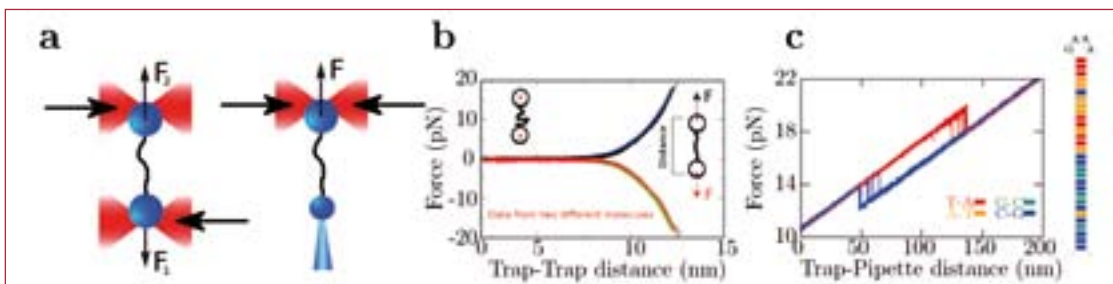 a
F₂
F₁
F
b
Force (pN)
20
10
0
-10
-20
0
5
10
15
Trap-Trap distance (nm)
Distance
F
F
Data from two different molecules
c
Force (pN)
22
18
14
10
0
50
100
150
200
Trap-Pipette distance (nm)
T-A
G-C
C-G